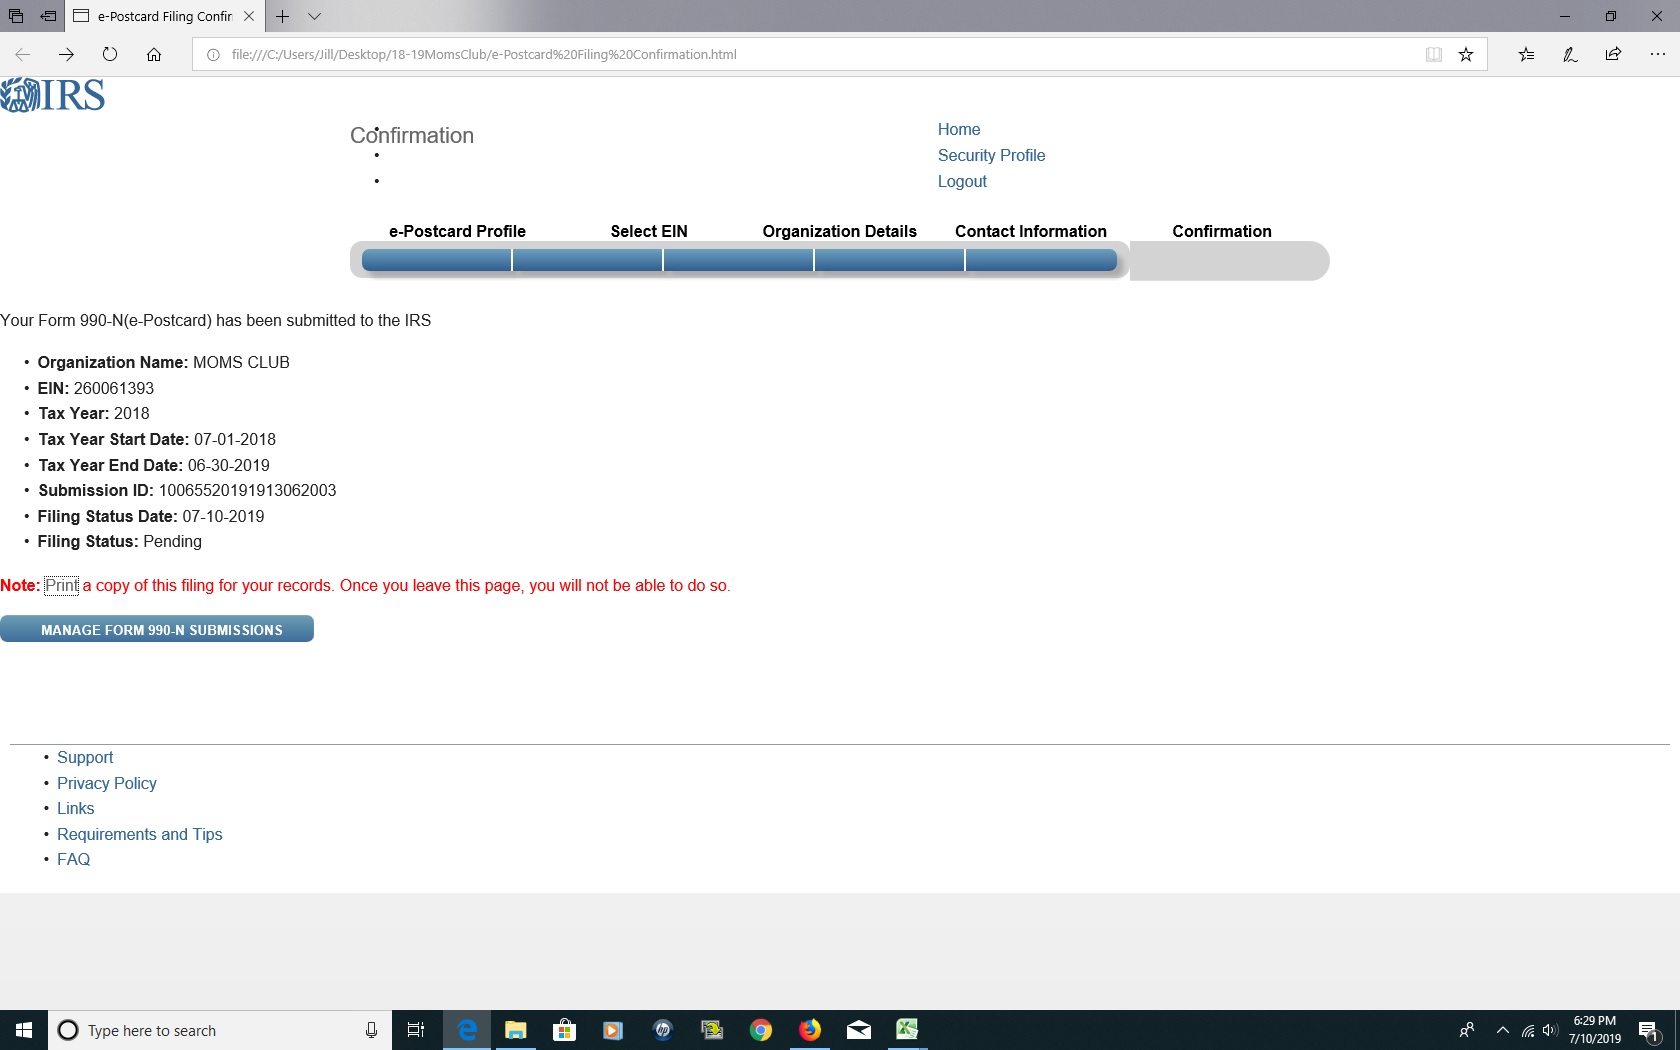 e-Postcard Filing Confir
file:///C:/Users/Jill/Desktop/18-19MomsClub/e-Postcard%20Filing%20Confirmation.html
IRS
Confirmation
Home
Security Profile
Logout
e-Postcard Profile Select EIN Organization Details Contact Information Confirmation
Your Form 990-N(e-Postcard) has been submitted to the IRS
• Organization Name: MOMS CLUB
• EIN: 260061393
• Tax Year: 2018
• Tax Year Start Date: 07-01-2018
• Tax Year End Date: 06-30-2019
• Submission ID: 10065520191913062003
• Filing Status Date: 07-10-2019
• Filing Status: Pending
Note: Print a copy of this filing for your records. Once you leave this page, you will not be able to do so.
MANAGE FORM 990-N SUBMISSIONS
• Support
• Privacy Policy
• Links
• Requirements and Tips
• FAQ
Type here to search
6:29 PM
7/10/2019
1